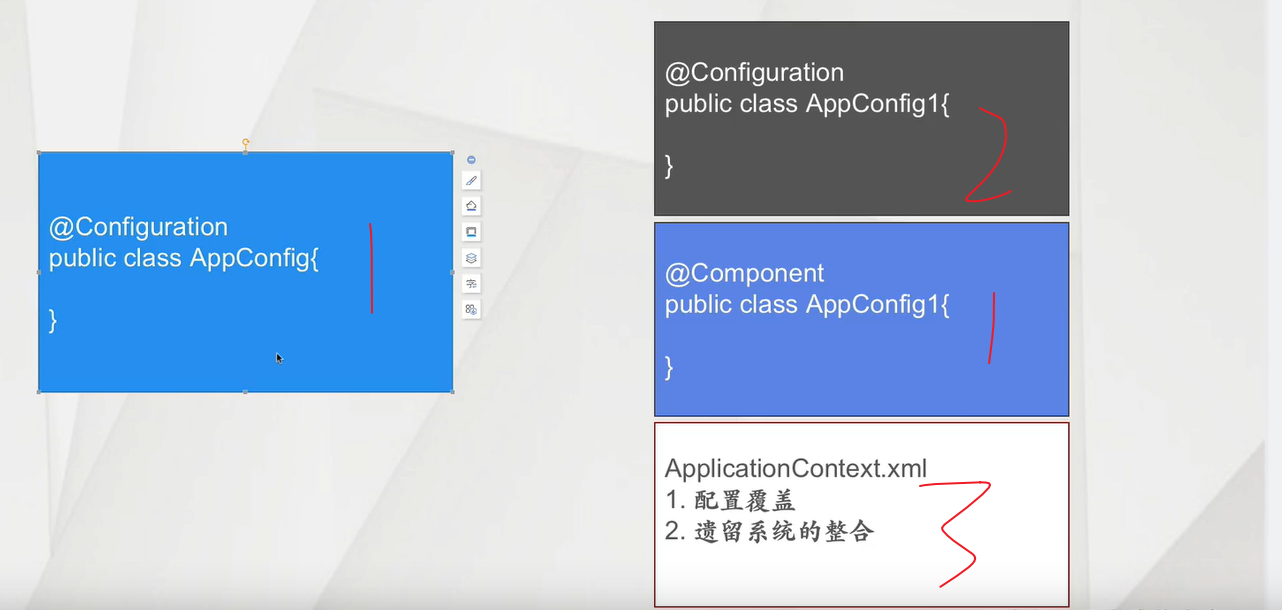 @Configuration
public class AppConfig{
}
1
@Configuration
public class AppConfig1{
}
2
@Component
public class AppConfig1{
}
1
ApplicationContext.xml
1. 配置覆盖
2. 遗留系统的整合
3